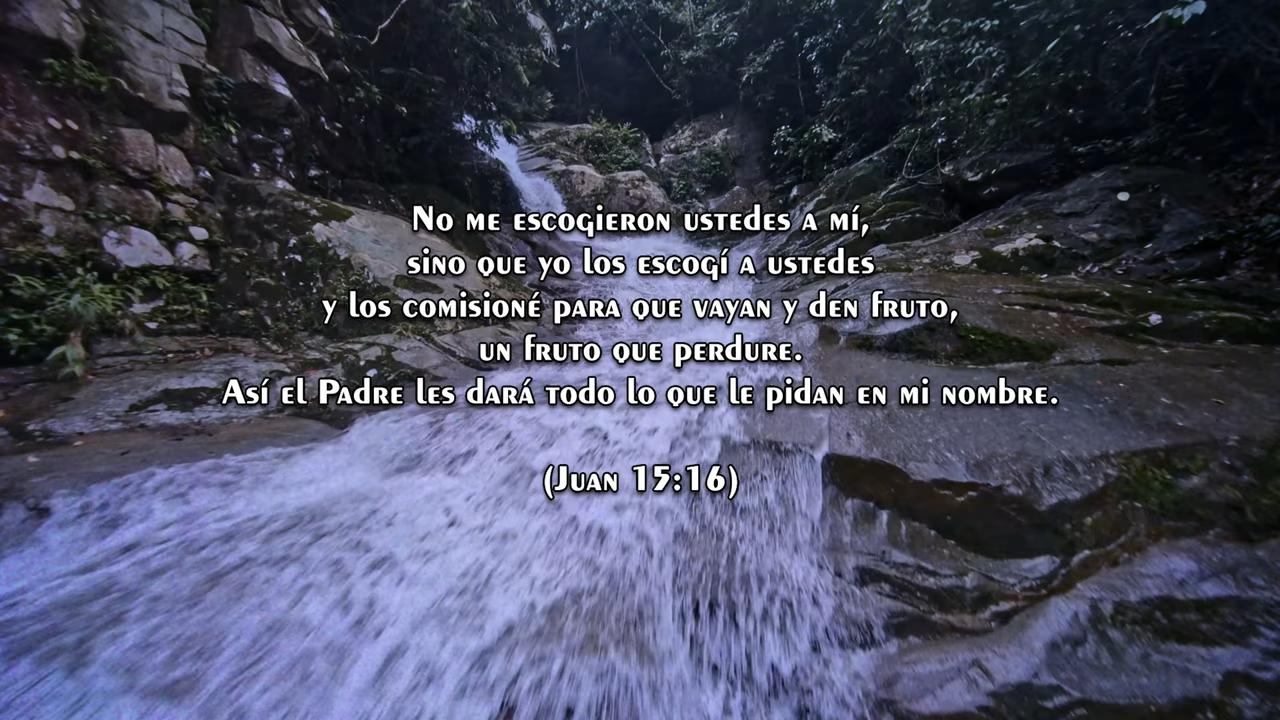 No me escogieron ustedes a mí,
sino que yo los escogí a ustedes
y los comisioné para que vayan y den fruto,
un fruto que perdure.
Así el Padre les dará todo lo que le pidan en mi nombre.
(Juan 15:16)